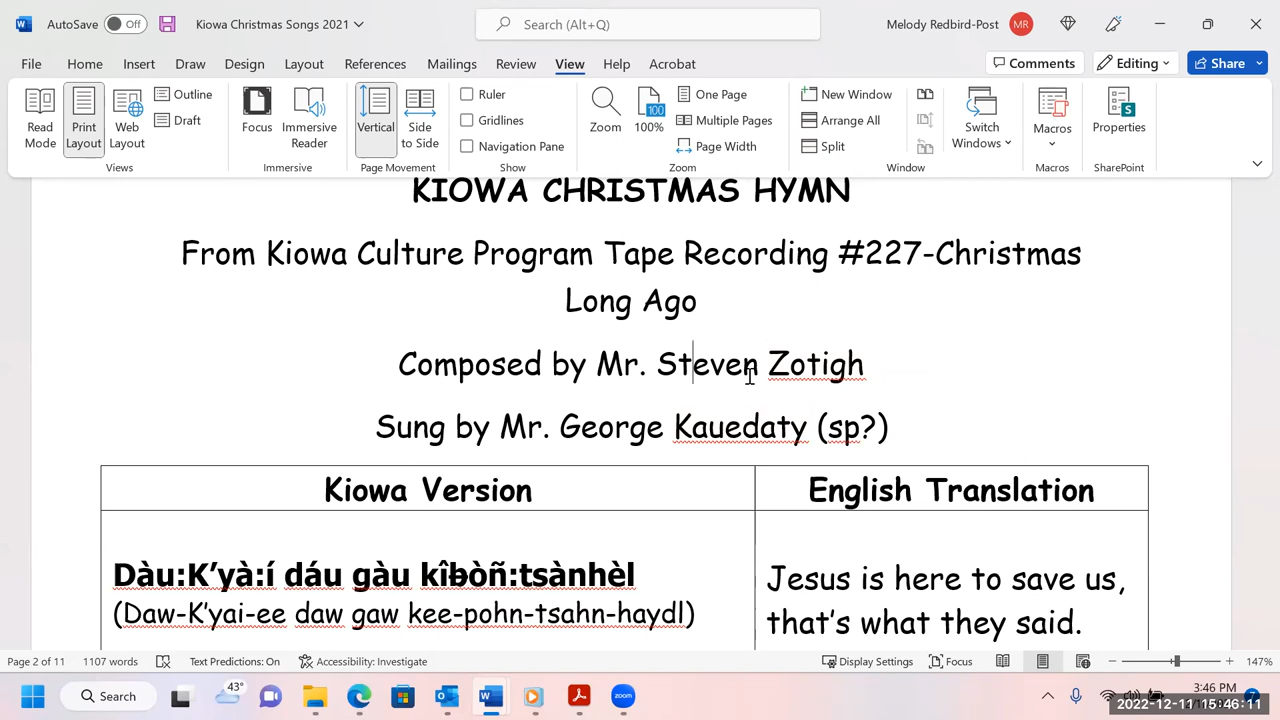 AutoSave Off Kiowa Christmas Songs 2021 Search (Alt+Q) Melody Redbird-Post MR
File Home Insert Draw Design Layout References Mailings Review View Help Acrobat Comments Editing Share
Read Mode
Print Layout
Web Layout
Outline
Draft
Views
Focus
Immersive Reader
Immersive
Vertical
Side to Side
Page Movement
Ruler
Gridlines
Navigation Pane
Show
Zoom
100
100%
One Page
Multiple Pages
Page Width
Zoom
New Window
Arrange All
Split
Switch Windows
Window
Macros
Macros
Properties
SharePoint
KIOWA CHRISTMAS HYMN
From Kiowa Culture Program Tape Recording #227-Christmas
Long Ago
Composed by Mr. Steven Zotigh
Sung by Mr. George Kauedaty (sp?)
Kiowa Version English Translation
Dàu:K'yà:í dáu gàu kîƀòñ:tsànhèl
(Daw-K'yai-ee daw gaw kee-pohn-tsahn-haydl)
Jesus is here to save us,
that's what they said.
Page 2 of 11 1107 words Text Predictions: On Accessibility: Investigate Display Settings Focus 147%
Search 43° zoom 3:46 PM
2022-12-11 15:46:11